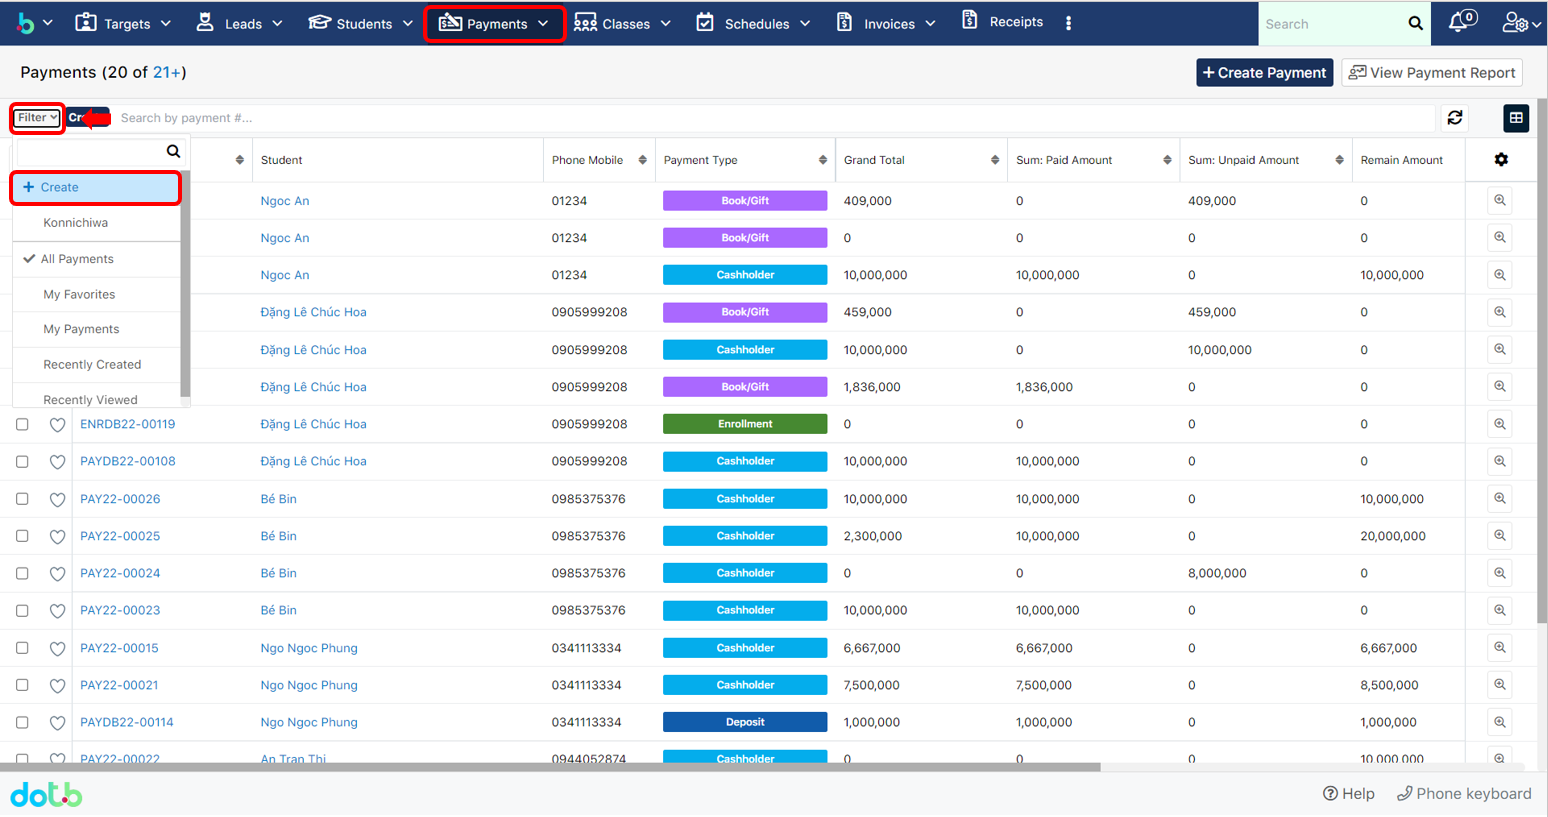 Targets Leads Students Payments Classes Schedules Invoices Receipts Search 0
Payments (20 of 21+) Create Payment View Payment Report
Filter Search by payment #...
Student Phone Mobile Payment Type Grand Total Sum: Paid Amount Sum: Unpaid Amount Remain Amount
Create
Konnichiwa
All Payments
My Favorites
My Payments
Recently Created
Recently Viewed
Ngoc An 01234 Book/Gift 409,000 0 409,000 0
Ngoc An 01234 Book/Gift 0 0 0 0
Ngoc An 01234 Cashholder 10,000,000 10,000,000 0 10,000,000
Đặng Lê Chúc Hoa 0905999208 Book/Gift 459,000 0 459,000 0
Đặng Lê Chúc Hoa 0905999208 Cashholder 10,000,000 0 10,000,000 0
Đặng Lê Chúc Hoa 0905999208 Book/Gift 1,836,000 1,836,000 0 0
ENRDB22-00119 Đặng Lê Chúc Hoa 0905999208 Enrollment 0 0 0 0
PAYDB22-00108 Đặng Lê Chúc Hoa 0905999208 Cashholder 10,000,000 10,000,000 0 0
PAY22-00026 Bé Bin 0985375376 Cashholder 10,000,000 10,000,000 0 10,000,000
PAY22-00025 Bé Bin 0985375376 Cashholder 2,300,000 10,000,000 0 20,000,000
PAY22-00024 Bé Bin 0985375376 Cashholder 0 0 8,000,000 0
PAY22-00023 Bé Bin 0985375376 Cashholder 10,000,000 10,000,000 0 0
PAY22-00015 Ngo Ngoc Phung 0341113334 Cashholder 6,667,000 6,667,000 0 6,667,000
PAY22-00021 Ngo Ngoc Phung 0341113334 Cashholder 7,500,000 7,500,000 0 8,500,000
PAYDB22-00114 Ngo Ngoc Phung 0341113334 Deposit 1,000,000 1,000,000 0 1,000,000
PAY22-00022 An Tran Thi 0944052874 Cashholder 0 0 0 10,000,000
dotb Help Phone keyboard